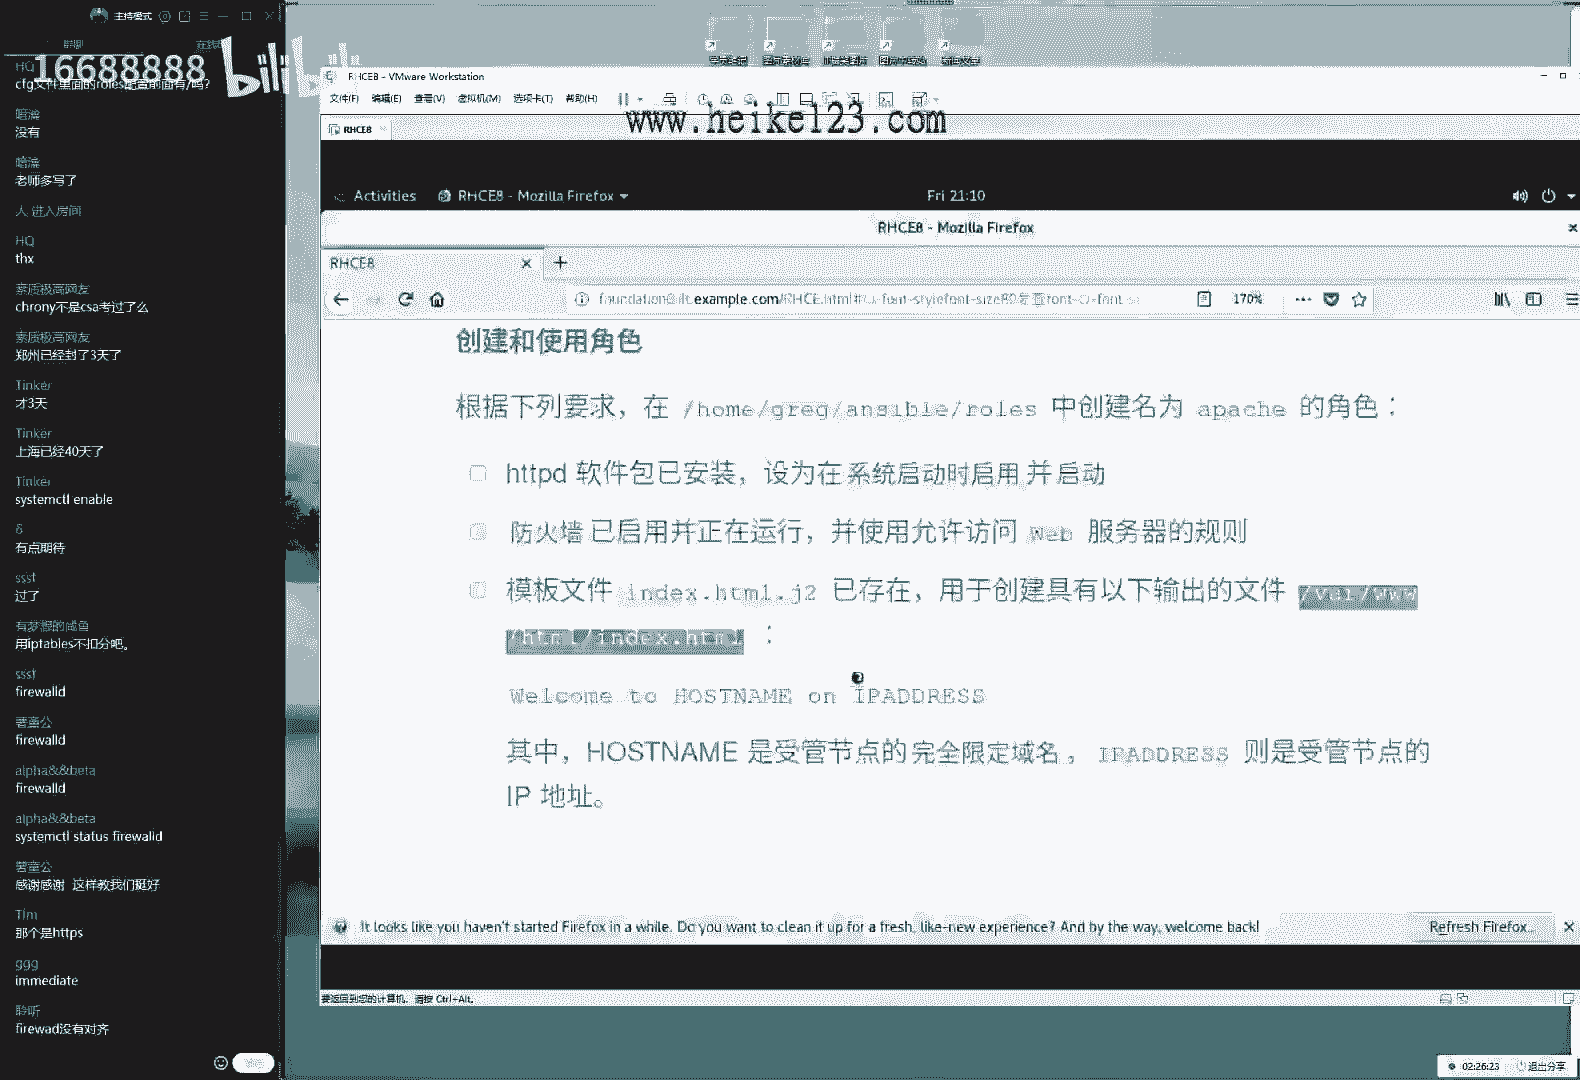 主持模式
16688888
bilibili
HQ
cfg文件里面的roles配置前面有/吗?
没有
老师多写了
人 进入房间
HQ
thx
素质极高网友
chrony不是csa考过了么
素质极高网友
郑州已经封了3天了
Tinker
才3天
Tinker
上海已经40天了
Tinker
systemctl enable
δ
有点期待
ssst
过了
有梦想的咸鱼
用iptables不扣分吧。
ssst
firewalld
薯童公
firewalld
alpha&&beta
firewalld
alpha&&beta
systemctl status firewalld
薯童公
感谢感谢 这样教我们挺好
Tim
那个是https
ggg
immediate
聆听
firewad没有对齐
RHCE8 - VMware Workstation
文件(F) 编辑(E) 查看(V) 虚拟机(M) 选项卡(T) 帮助(H)
www.heike123.com
RHCE8
Activities RHCE8 - Mozilla Firefox Fri 21:10
RHCE8 - Mozilla Firefox
RHCE8
170%
创建和使用角色
根据下列要求，在 /home/greg/ansible/roles 中创建名为 apache 的角色：
httpd 软件包已安装，设为在系统启动时启用并启动
防火墙已启用并正在运行，并使用允许访问 Web 服务器的规则
模板文件 index.html.j2 已存在，用于创建具有以下输出的文件 /var/www
/html/index.html ：
Welcome to HOSTNAME on IPADDRESS
其中，HOSTNAME 是受管节点的完全限定域名，IPADDRESS 则是受管节点的
IP 地址。
It looks like you haven't started Firefox in a while. Do you want to clean it up for a fresh, like-new experience? And by the way, welcome back! Refresh Firefox...
要返回到您的计算机，请按 Ctrl+Alt。
02:26:23 退出分享